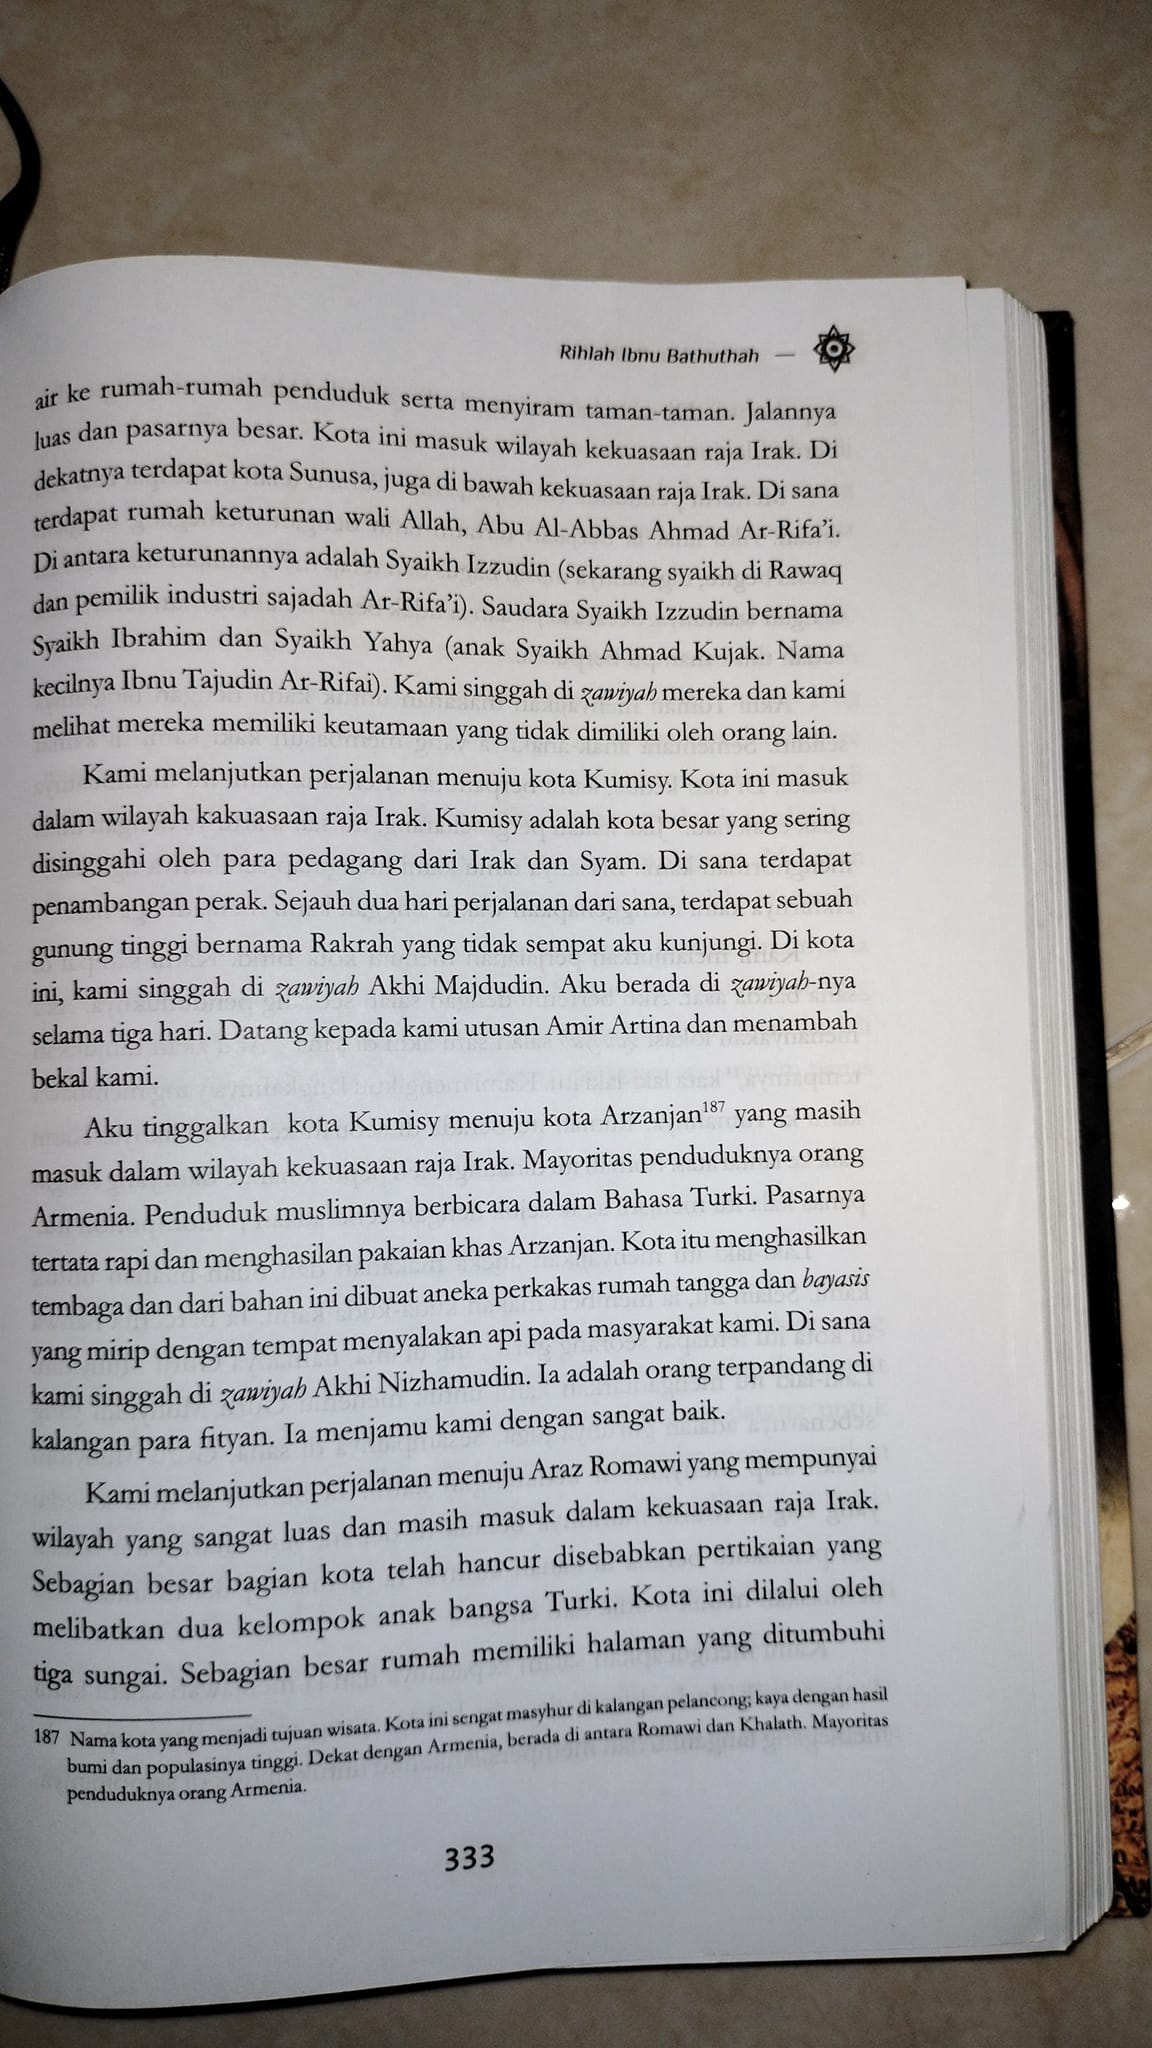 Rihlah Ibnu Bathuthah —
air ke rumah-rumah penduduk serta menyiram taman-taman. Jalannya
luas dan pasarnya besar. Kota ini masuk wilayah kekuasaan raja Irak. Di
dekatnya terdapat kota Sunusa, juga di bawah kekuasaan raja Irak. Di sana
terdapat rumah keturunan wali Allah, Abu Al-Abbas Ahmad Ar-Rifa'i.
Di antara keturunannya adalah Syaikh Izzudin (sekarang syaikh di Rawaq
dan pemilik industri sajadah Ar-Rifa'i). Saudara Syaikh Izzudin bernama
Syaikh Ibrahim dan Syaikh Yahya (anak Syaikh Ahmad Kujak. Nama
kecilnya Ibnu Tajudin Ar-Rifai). Kami singgah di zawiyah mereka dan kami
melihat mereka memiliki keutamaan yang tidak dimiliki oleh orang lain.
Kami melanjutkan perjalanan menuju kota Kumisy. Kota ini masuk
dalam wilayah kakuasaan raja Irak. Kumisy adalah kota besar yang sering
disinggahi oleh para pedagang dari Irak dan Syam. Di sana terdapat
penambangan perak. Sejauh dua hari perjalanan dari sana, terdapat sebuah
gunung tinggi bernama Rakrah yang tidak sempat aku kunjungi. Di kota
ini, kami singgah di zawiyah Akhi Majdudin. Aku berada di zawiyah-nya
selama tiga hari. Datang kepada kami utusan Amir Artina dan menambah
bekal kami.
Aku tinggalkan kota Kumisy menuju kota Arzanjan187 yang masih
masuk dalam wilayah kekuasaan raja Irak. Mayoritas penduduknya orang
Armenia. Penduduk muslimnya berbicara dalam Bahasa Turki. Pasarnya
tertata rapi dan menghasilan pakaian khas Arzanjan. Kota itu menghasilkan
tembaga dan dari bahan ini dibuat aneka perkakas rumah tangga dan bayasis
yang mirip dengan tempat menyalakan api pada masyarakat kami. Di sana
kami singgah di zawiyah Akhi Nizhamudin. Ia adalah orang terpandang di
kalangan para fityan. Ia menjamu kami dengan sangat baik.
Kami melanjutkan perjalanan menuju Araz Romawi yang mempunyai
wilayah yang sangat luas dan masih masuk dalam kekuasaan raja Irak.
Sebagian besar bagian kota telah hancur disebabkan pertikaian yang
melibatkan dua kelompok anak bangsa Turki. Kota ini dilalui oleh
tiga sungai. Sebagian besar rumah memiliki halaman yang ditumbuhi
187 Nama kota yang menjadi tujuan wisata. Kota ini sengat masyhur di kalangan pelancong; kaya dengan hasil
bumi dan populasinya tinggi. Dekat dengan Armenia, berada di antara Romawi dan Khalath. Mayoritas
penduduknya orang Armenia.
333